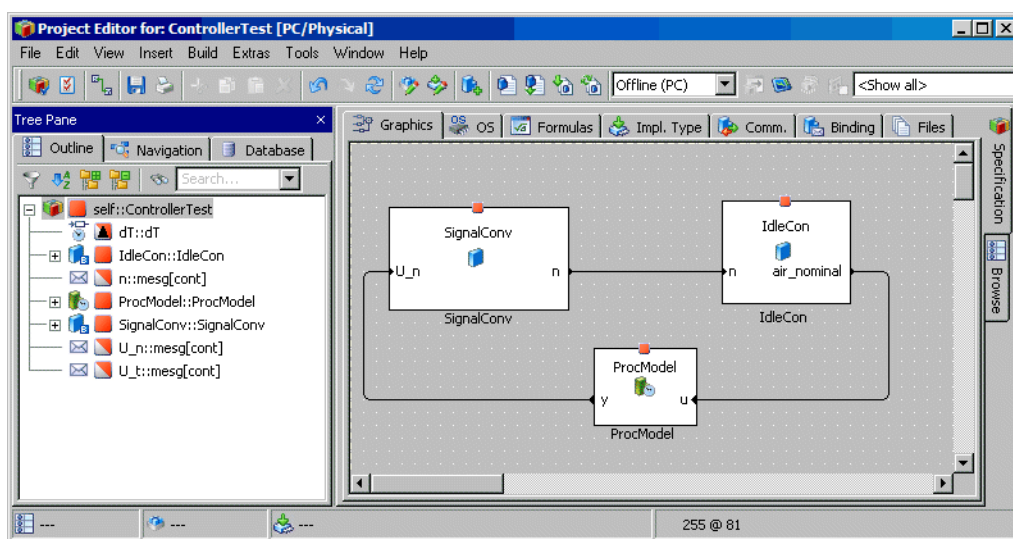 Project Editor for: ControllerTest [PC/Physical]
File Edit View Insert Build Extras Tools Window Help
Offline (PC)
<Show all>
Tree Pane
Outline Navigation Database
Search...
self::ControllerTest
dT::dT
IdleCon::IdleCon
n::mesg[cont]
ProcModel::ProcModel
SignalConv::SignalConv
U_n::mesg[cont]
U_t::mesg[cont]
Graphics OS OS Formulas Impl. Type Comm. Binding Files
SignalConv
U_n n
SignalConv
IdleCon
n air_nominal
IdleCon
ProcModel
y u
ProcModel
Specification
Browse
--- --- --- 255 @ 81